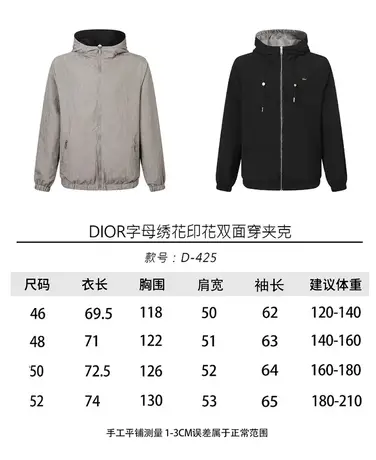 DIOR字母绣花印花双面穿夹克
款号：D-425
尺码 衣长 胸围 肩宽 袖长 建议体重
46 69.5 118 50 62 120-140
48 71 122 51 63 140-160
50 72.5 126 52 64 160-180
52 74 130 53 65 180-210
手工平铺测量 1-3CM误差属于正常范围